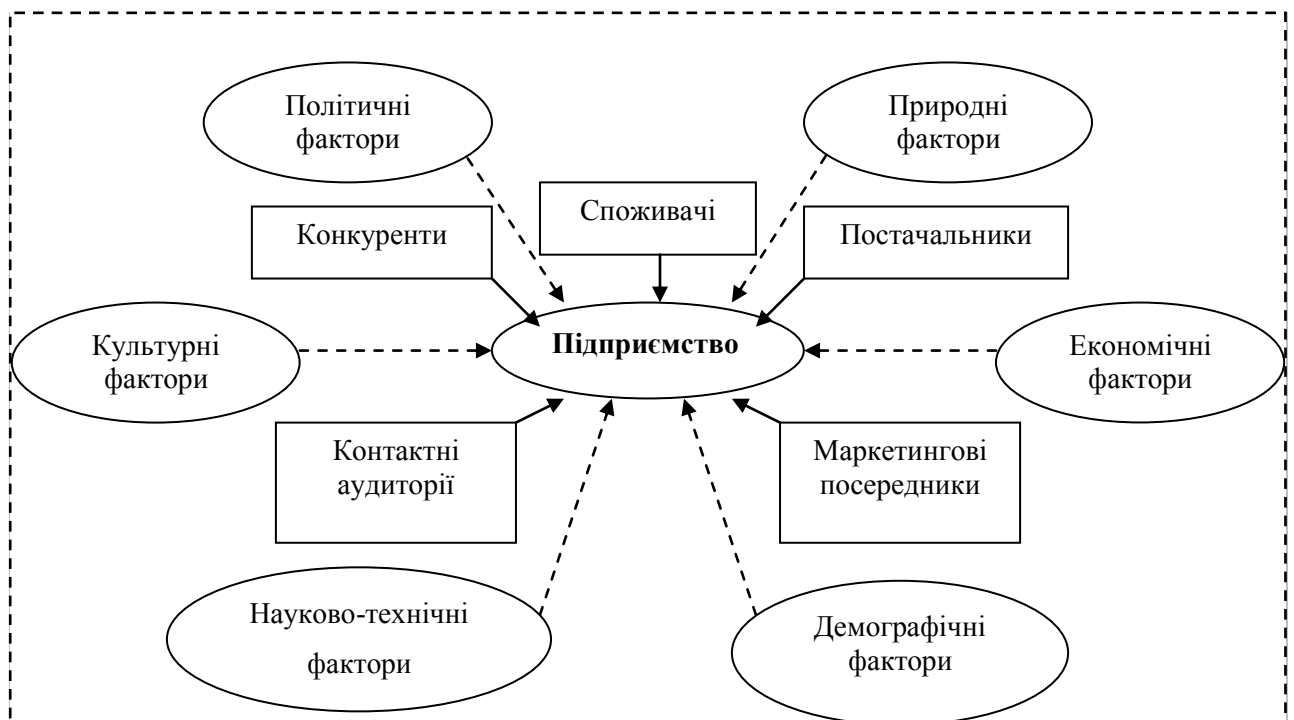 Політичні
фактори
Природні
фактори
Споживачі
Конкуренти
Постачальники
Культурні
фактори
Підприємство
Економічні
фактори
Контактні
аудиторії
Маркетингові
посередники
Науково-технічні
фактори
Демографічні
фактори